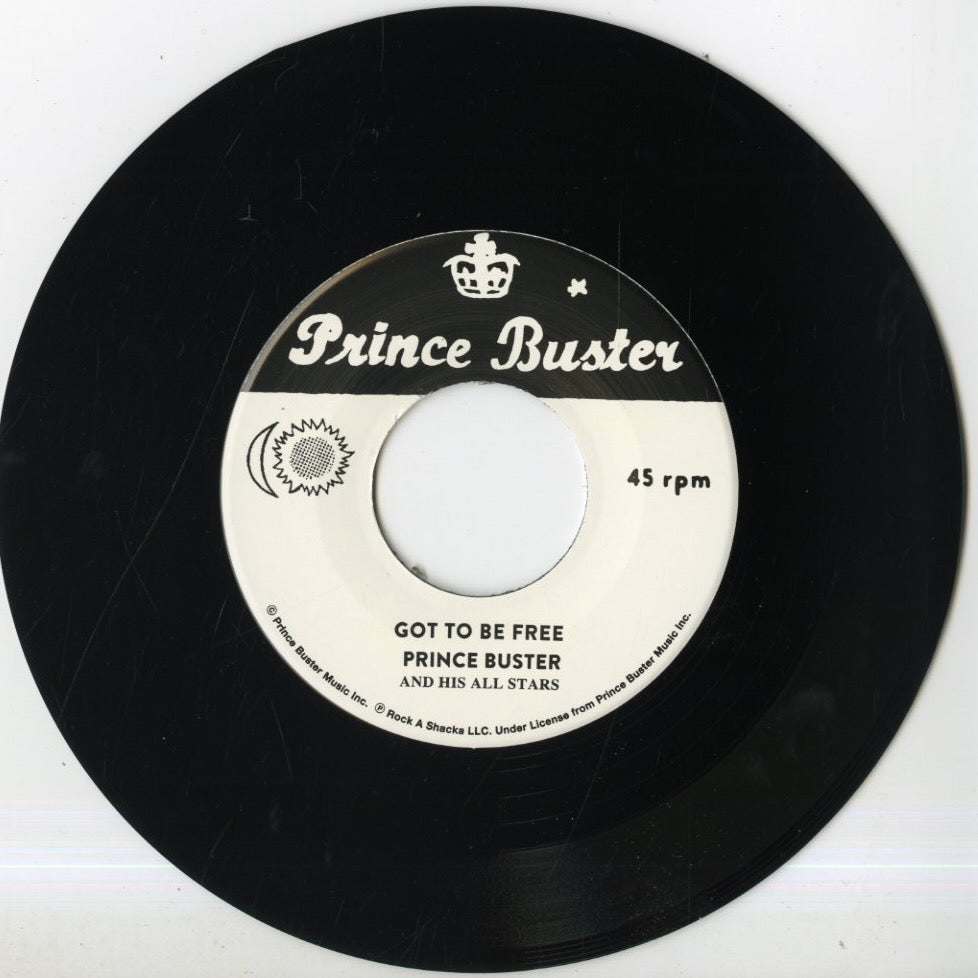 Prince Buster
45 rpm
GOT TO BE FREE
PRINCE BUSTER
AND HIS ALL STARS
© Prince Buster Music Inc. ℗ Rock A Shacka LLC. Under License from Prince Buster Music Inc.